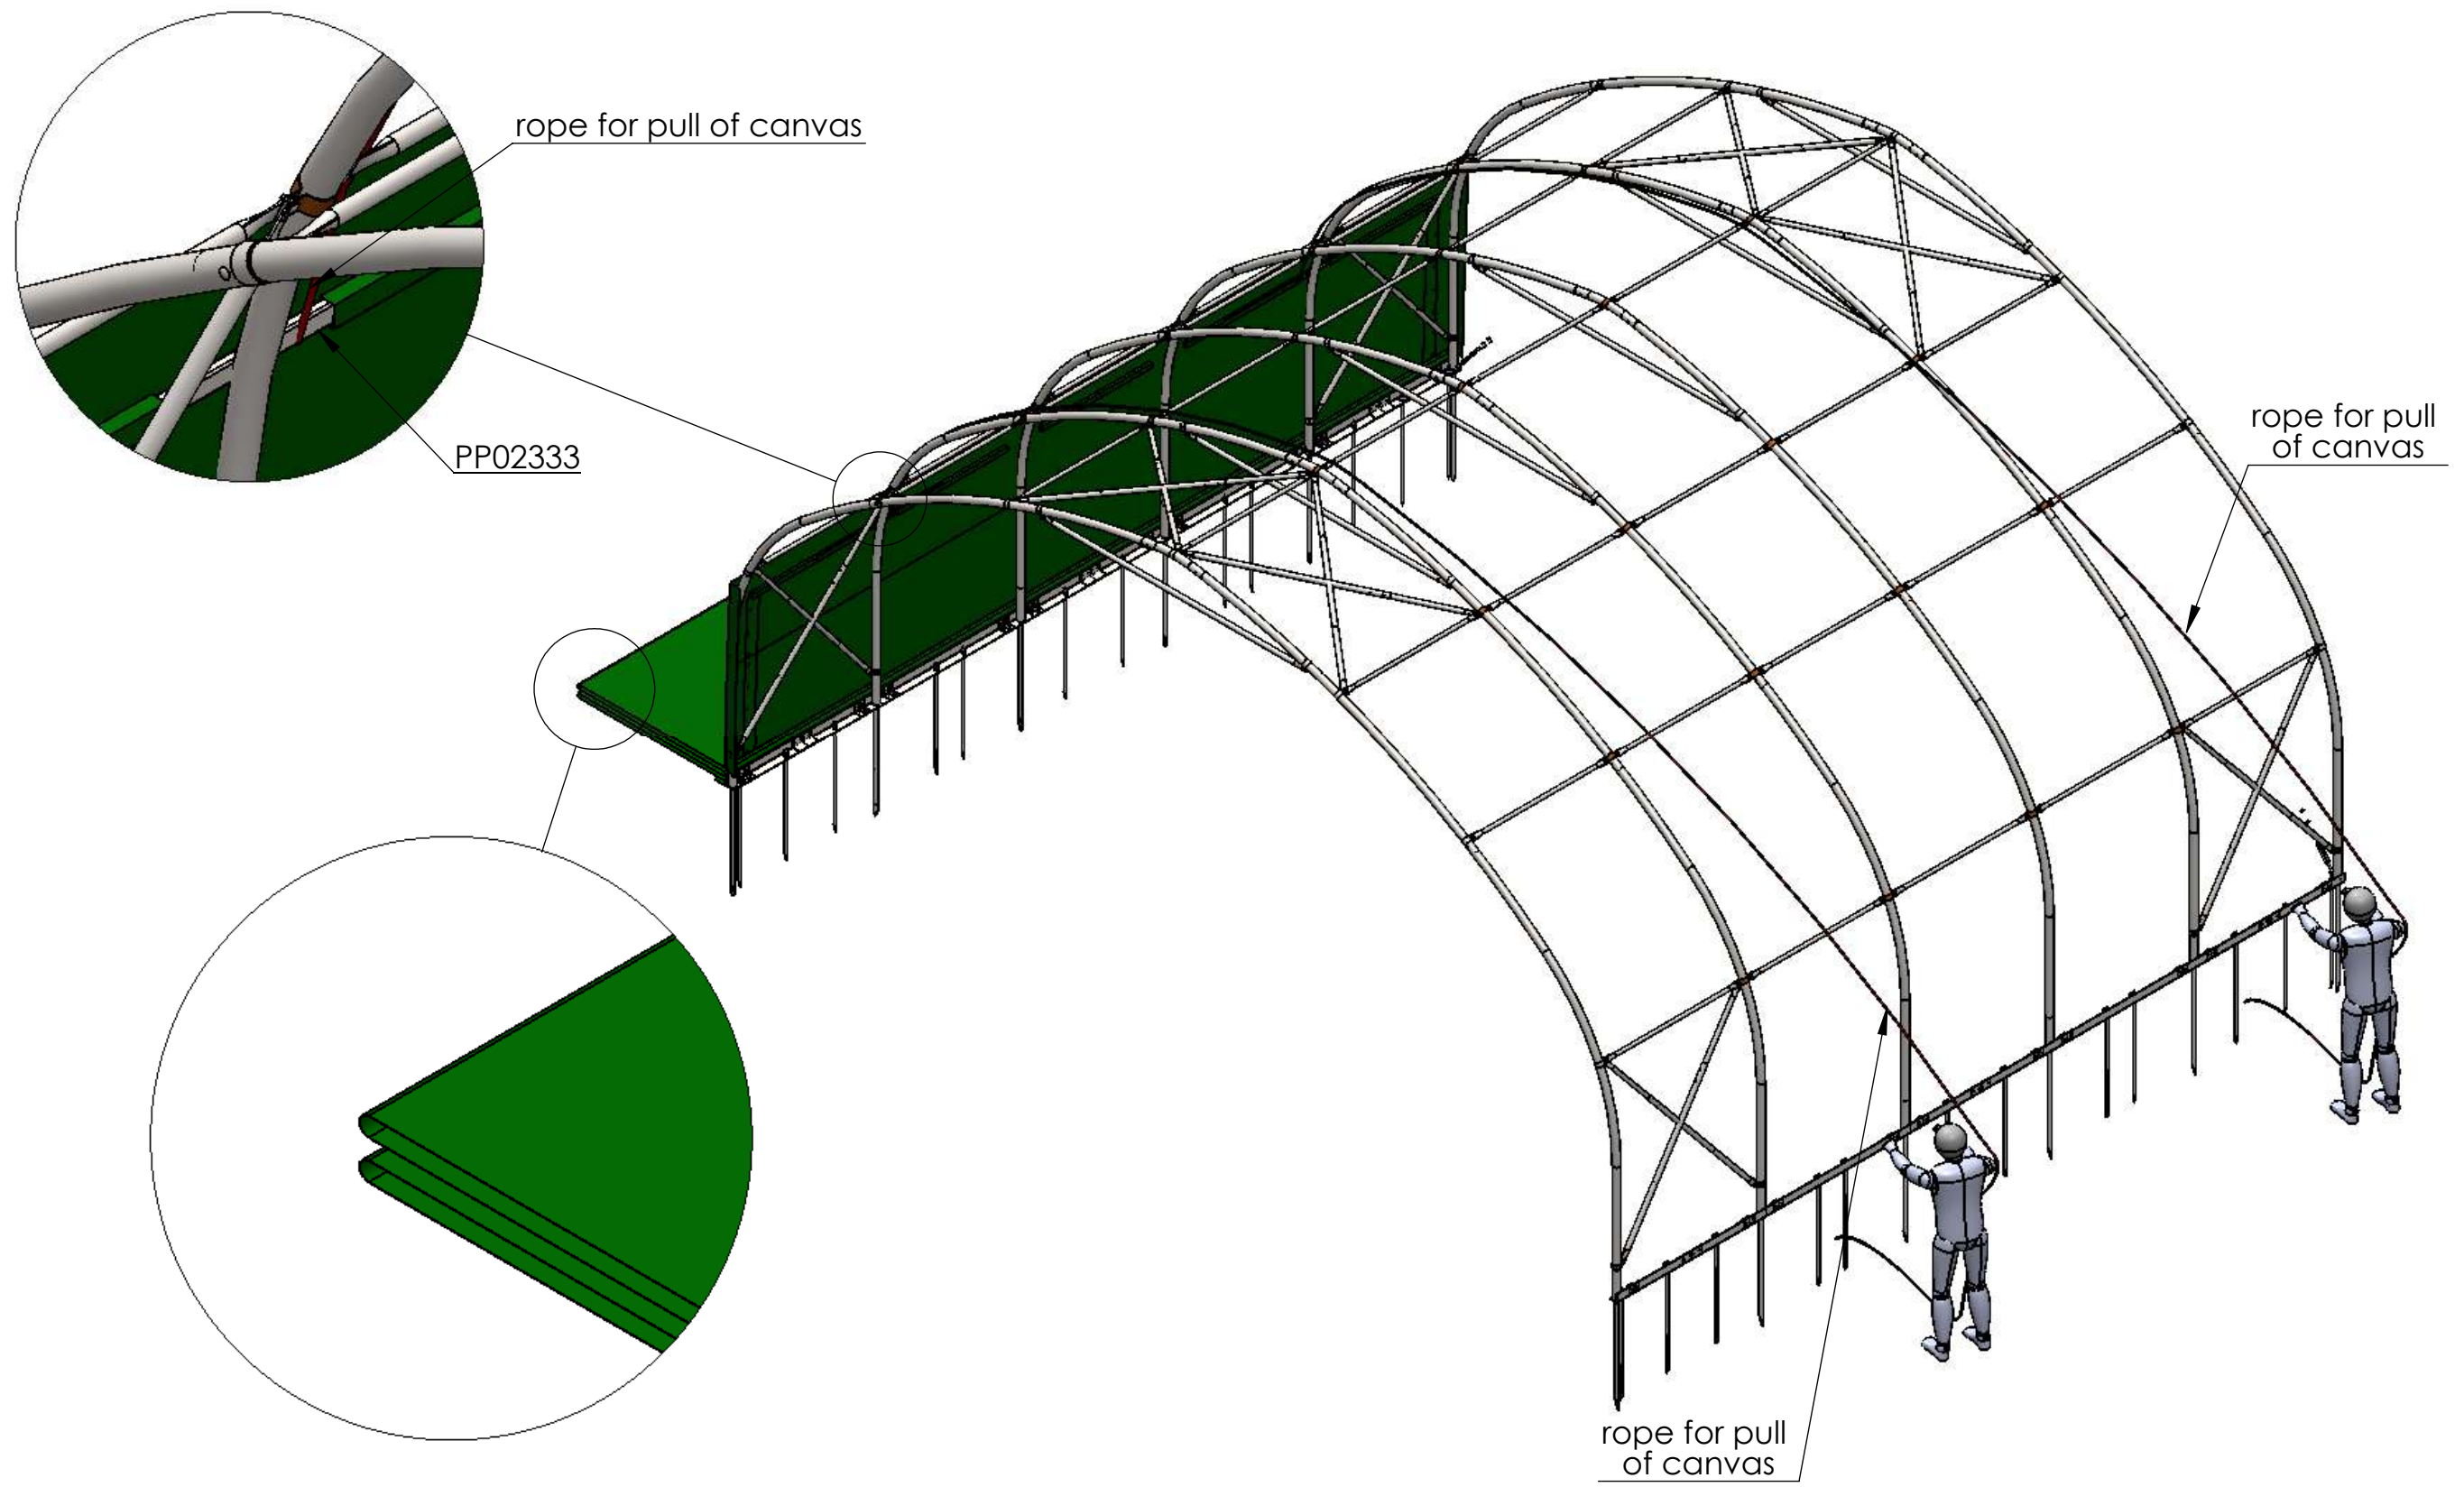 rope for pull of canvas
PP02333
rope for pull
of canvas
rope for pull
of canvas